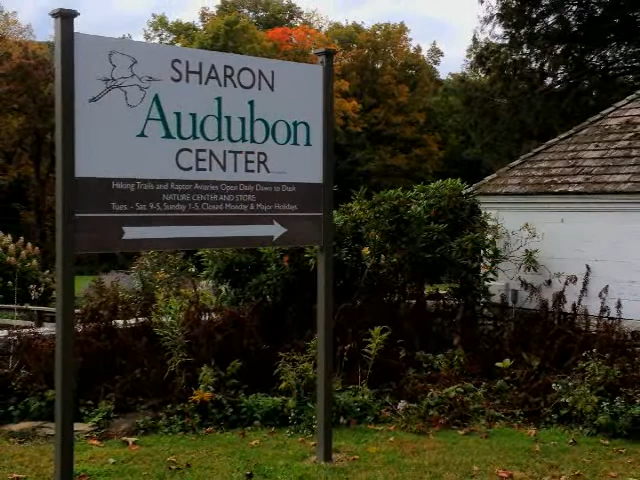 SHARON
Audubon
CENTER
Hiking Trails and Raptor Aviaries Open Daily Dawn to Dusk
NATURE CENTER AND STORE
Tues. - Sat. 9-5, Sunday 1-5, Closed Monday & Major Holidays